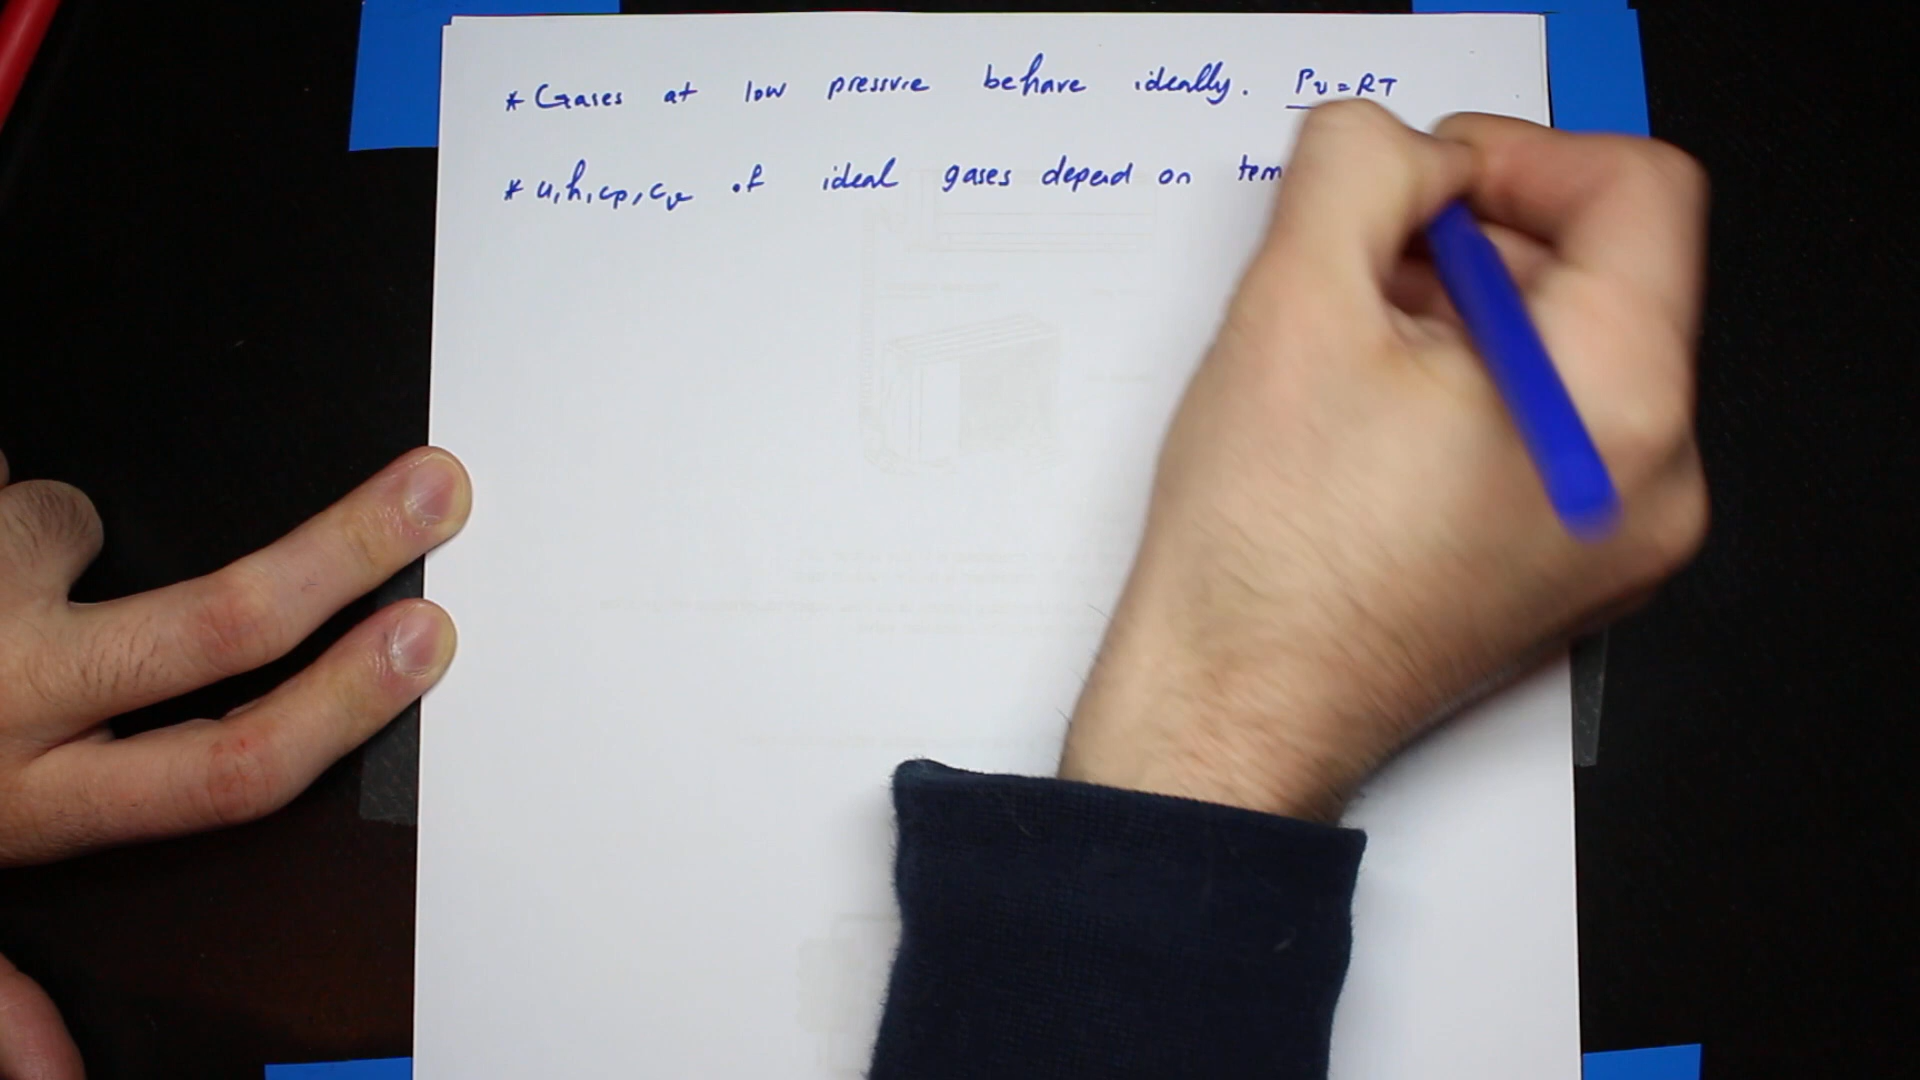 * Gases at low pressure behave ideally. Pv = RT
* u, h, cp, cv of ideal gases depend on tem